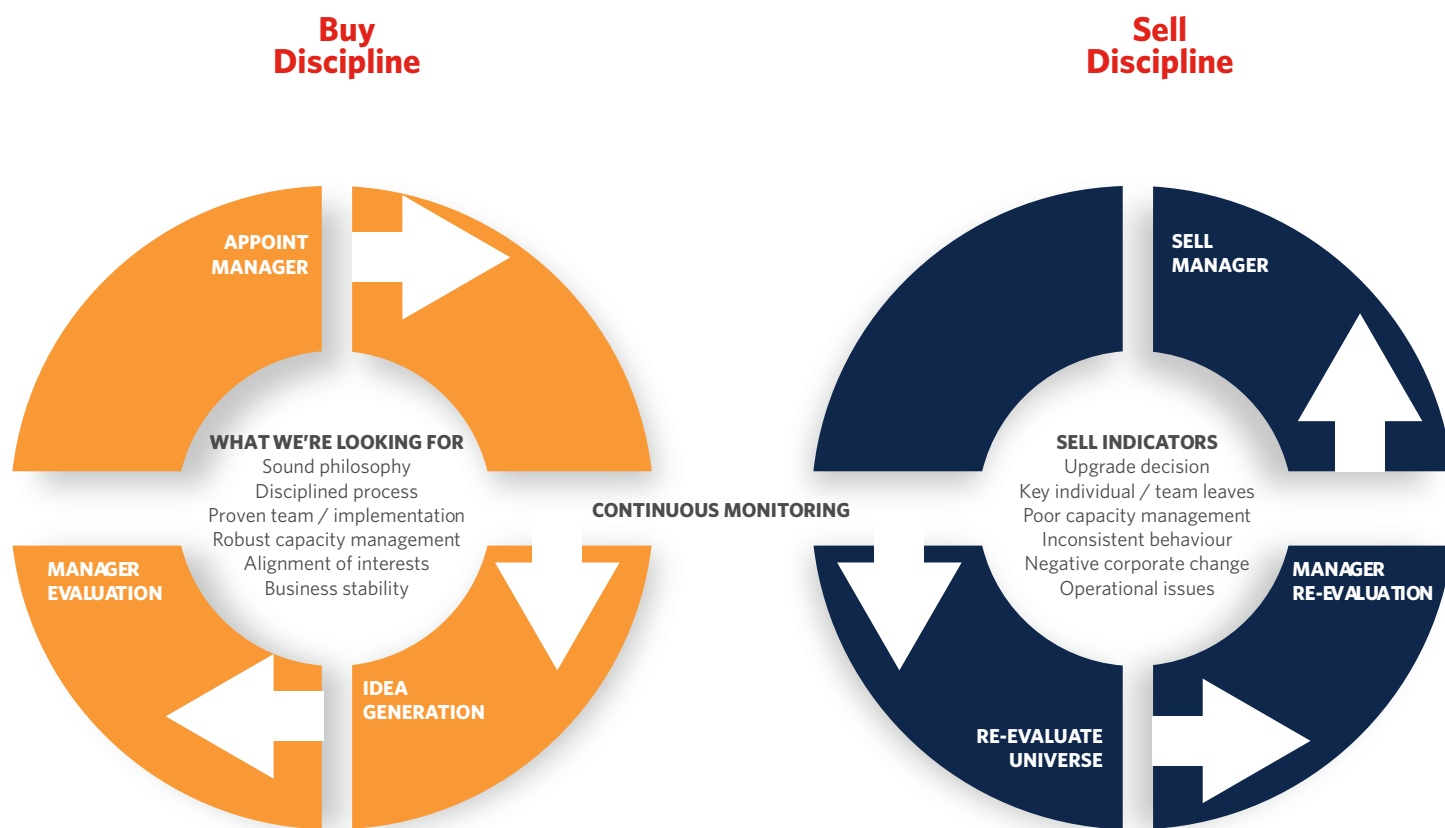 Buy
Discipline
Sell
Discipline
APPOINT
MANAGER
WHAT WE'RE LOOKING FOR
Sound philosophy
Disciplined process
Proven team / implementation
Robust capacity management
Alignment of interests
Business stability
MANAGER
EVALUATION
IDEA
GENERATION
CONTINUOUS MONITORING
SELL
MANAGER
SELL INDICATORS
Upgrade decision
Key individual / team leaves
Poor capacity management
Inconsistent behaviour
Negative corporate change
Operational issues
MANAGER
RE-EVALUATION
RE-EVALUATE
UNIVERSE